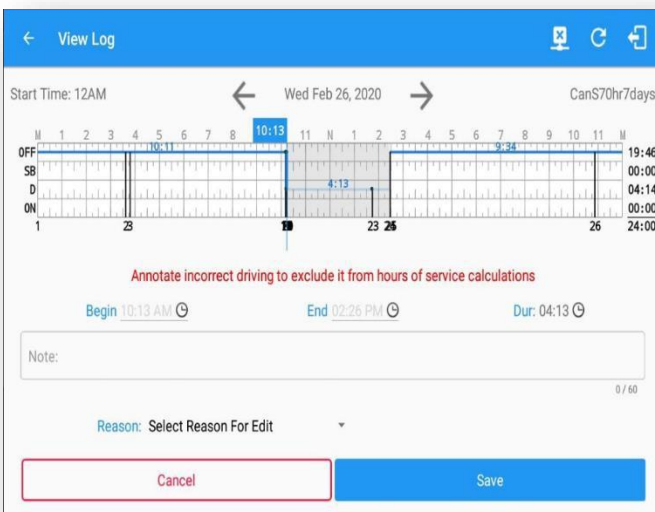 View Log
Start Time: 12AM Wed Feb 26, 2020 CanS70hr7days
M 1 2 3 4 5 6 7 8 10:13 11 N 1 2 3 4 5 6 7 8 9 10 11 M
OFF 10:11 9:34 19:46
SB 00:00
D 4:13 04:14
ON 00:00
1 23 23 26 24:00
Annotate incorrect driving to exclude it from hours of service calculations
Begin 10:13 AM End 02:26 PM Dur: 04:13
Note:
0 / 60
Reason: Select Reason For Edit
Cancel Save